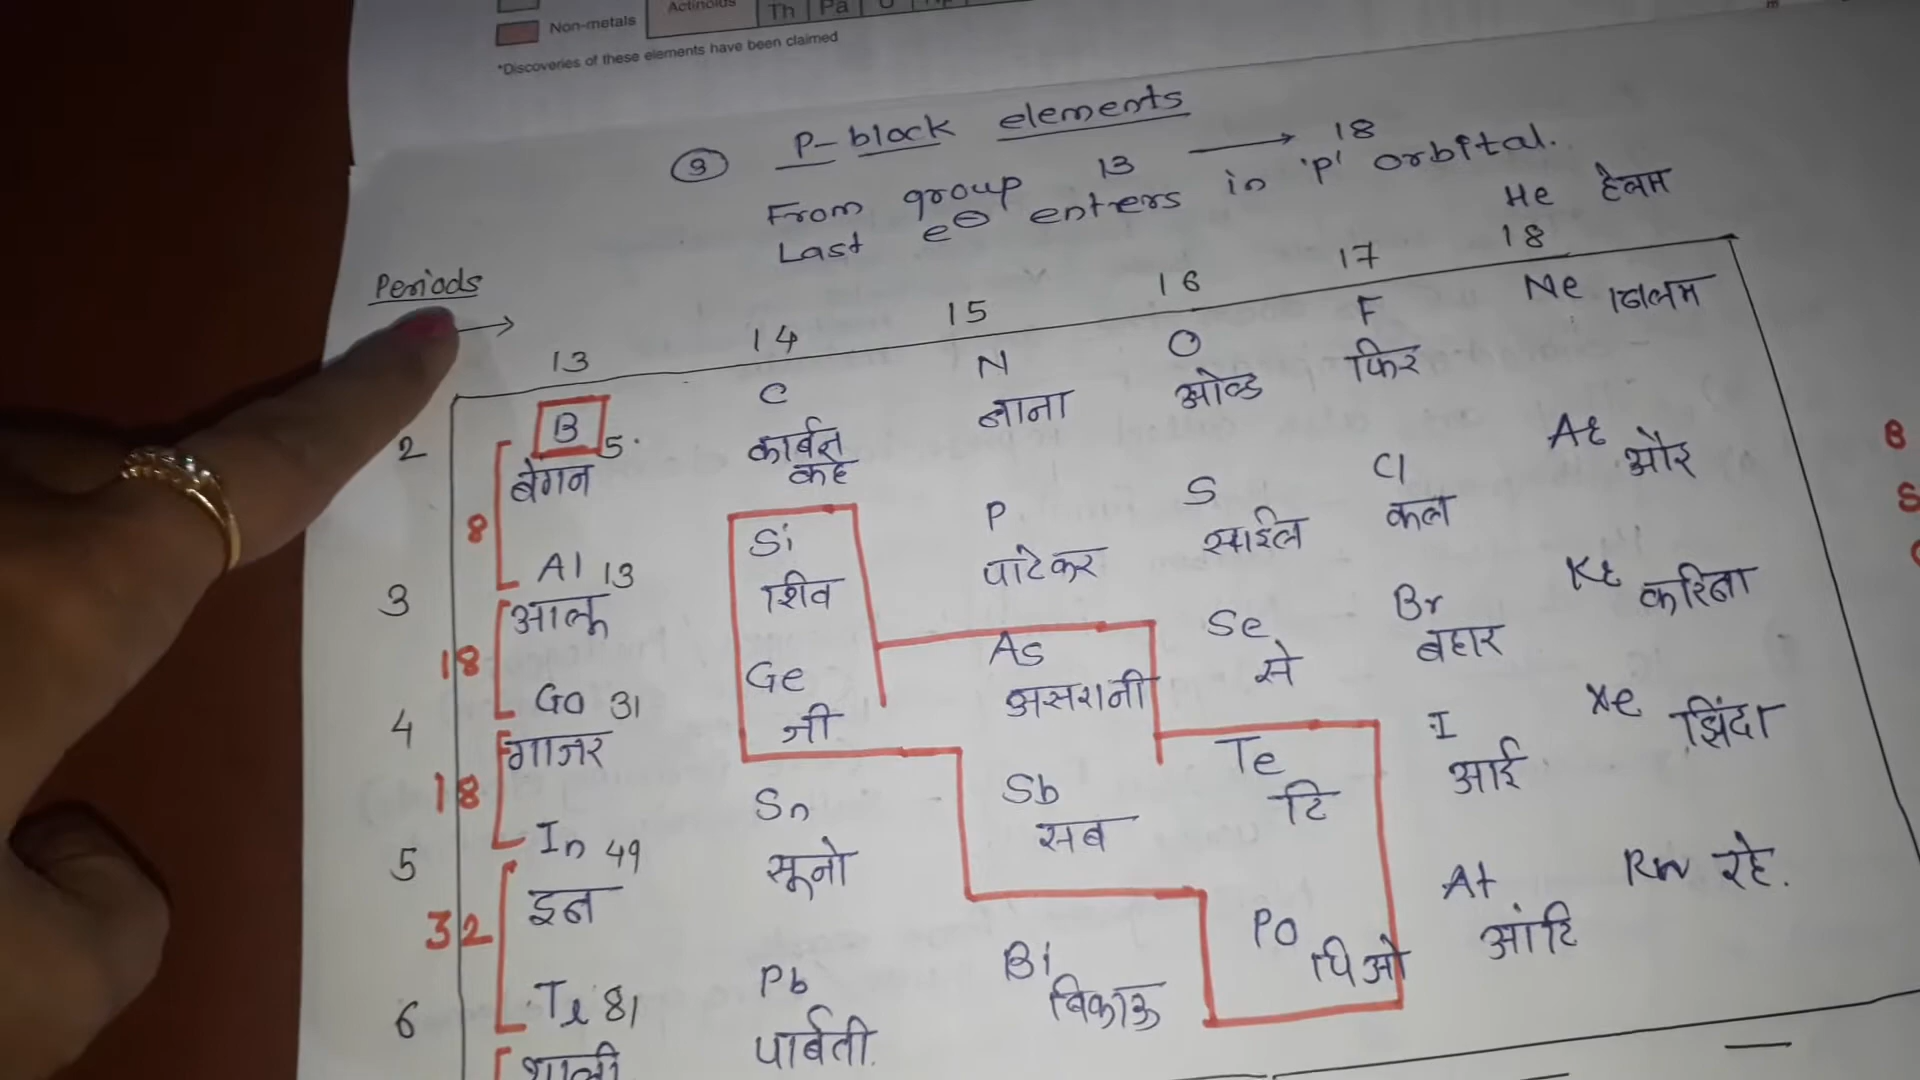 Non-metals
Actinoids Th Pa U
*Discoveries of these elements have been claimed
3 P-block elements
From group 13 → 18
Last e⊖ enters in 'P' orbital.
He हेलम
Periods →
13 14 15 16 17 18
2 B 5. C N O F Ne
बेगन कार्बन कहे नाना ओल्ड फिर
8
3 Al 13 Si P S Cl Ar और
आलू शिव पाटेकर स्टाईल कल
18
4 Ga 31 Ge As Se Br Kr करिना
गाजर जी असरानी से बहार
18
5 In 49 Sn Sb Te I Xe झिंदा
इन सूनो सब टि आई
32
6 Tl 81 Pb Bi Po At Rn रहे.
पार्बती. बिकाऊ पिओ आंटि
B
S